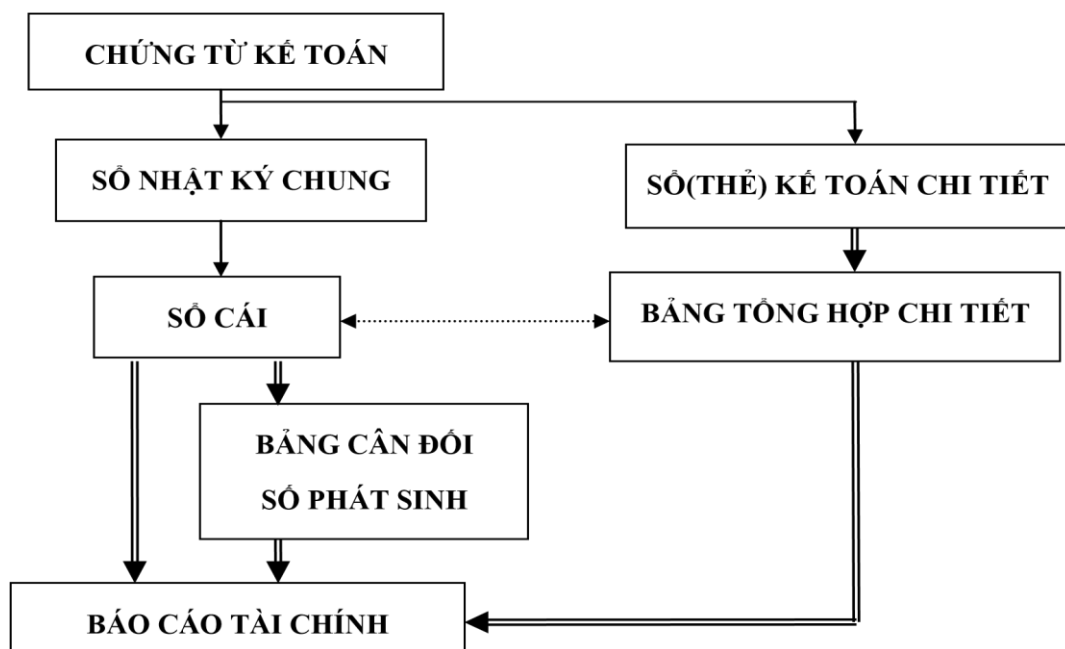 CHỨNG TỪ KẾ TOÁN
SỔ NHẬT KÝ CHUNG
SỔ(THẺ) KẾ TOÁN CHI TIẾT
SỔ CÁI
BẢNG TỔNG HỢP CHI TIẾT
BẢNG CÂN ĐỐI
SỐ PHÁT SINH
BÁO CÁO TÀI CHÍNH